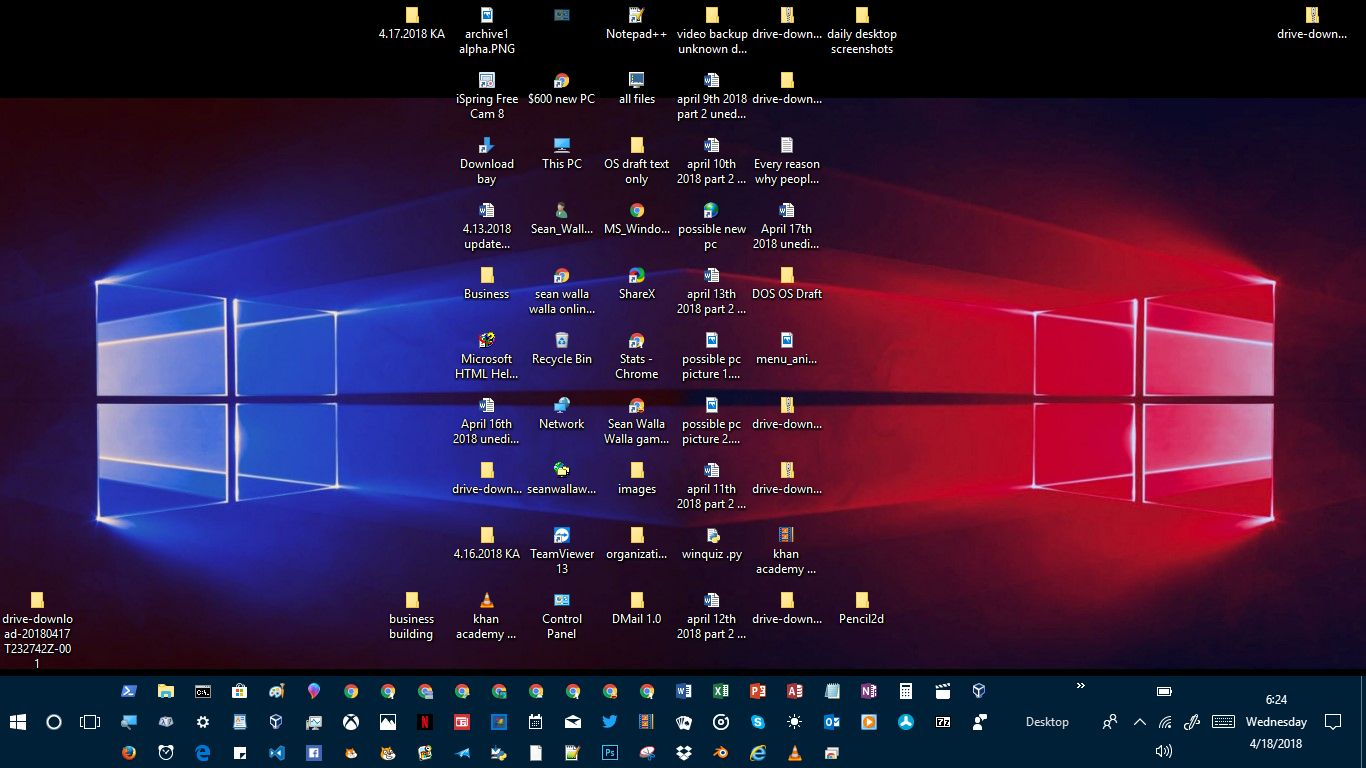 4.17.2018 KA
archive1
alpha.PNG
Notepad++
video backup
unknown d...
drive-down...
daily desktop
screenshots
drive-down...
iSpring Free
Cam 8
$600 new PC
all files
april 9th 2018
part 2 uned...
drive-down...
Download
bay
This PC
OS draft text
only
april 10th
2018 part 2 ...
Every reason
why peopl...
4.13.2018
update...
Sean_Wall...
MS_Windo...
possible new
pc
April 17th
2018 unedi...
Business
sean walla
walla onlin...
ShareX
april 13th
2018 part 2 ...
DOS OS Draft
Microsoft
HTML Hel...
Recycle Bin
Stats -
Chrome
possible pc
picture 1....
menu_ani...
April 16th
2018 unedi...
Network
Sean Walla
Walla gam...
possible pc
picture 2....
drive-down...
drive-down...
seanwallaw...
images
april 11th
2018 part 2 ...
drive-down...
4.16.2018 KA
TeamViewer
13
organizati...
winquiz .py
khan
academy ...
drive-downlo
ad-20180417
T232742Z-00
1
business
building
khan
academy ...
Control
Panel
DMail 1.0
april 12th
2018 part 2 ...
drive-down...
Pencil2d
6:24
Desktop
Wednesday
4/18/2018